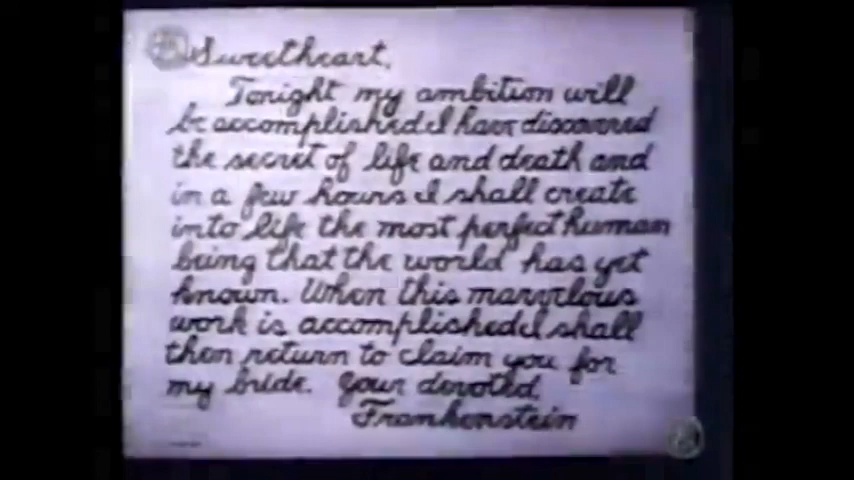 Sweetheart,
Tonight my ambition will
be accomplished I have discovered
the secret of life and death and
in a few hours I shall create
into life the most perfect human
being that the world has yet
known. When this marvelous
work is accomplished I shall
then return to claim you for
my bride. Your devoted,
Frankenstein